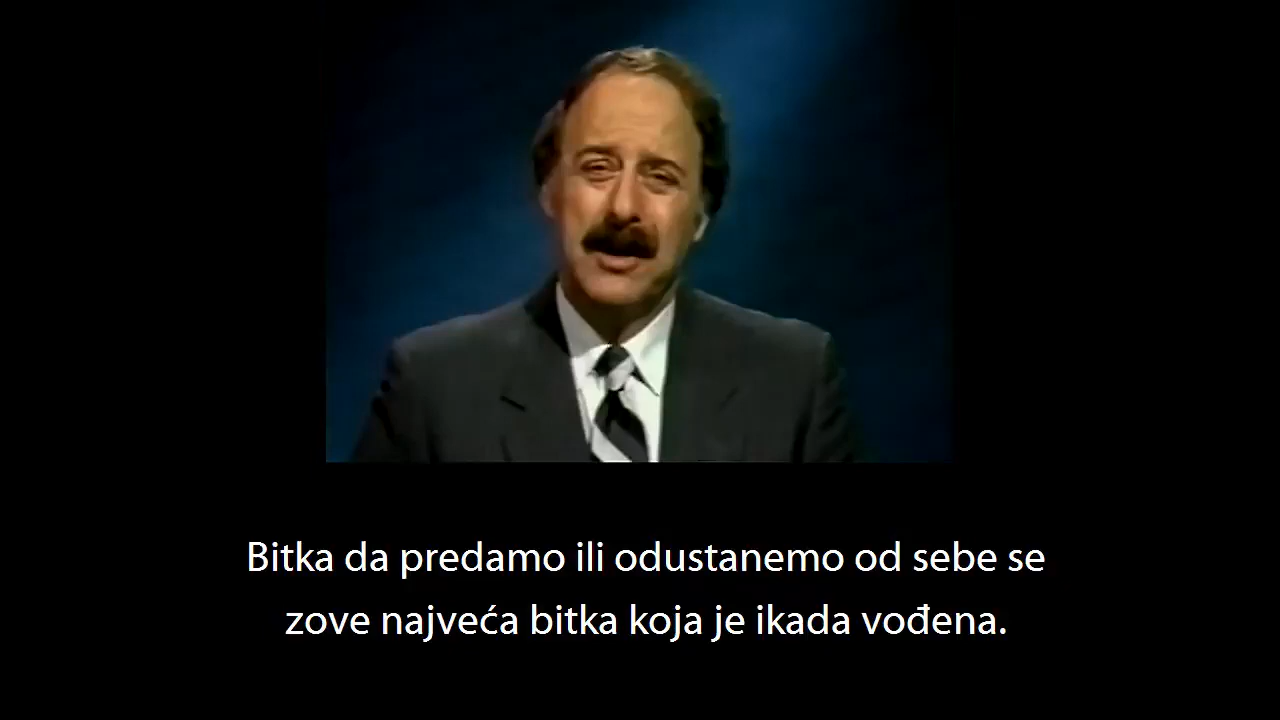 Bitka da predamo ili odustanemo od sebe se
zove najveća bitka koja je ikada vođena.